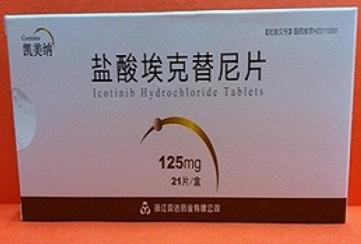 Conmana
凯美纳
盐酸埃克替尼片
Icotinib Hydrochloride Tablets
125mg
21片/盒
浙江贝达药业有限公司